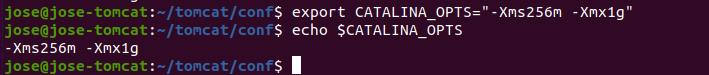 jose@jose-tomcat:~/tomcat/conf$ export CATALINA_OPTS="-Xms256m -Xmx1g"
jose@jose-tomcat:~/tomcat/conf$ echo $CATALINA_OPTS
-Xms256m -Xmx1g
jose@jose-tomcat:~/tomcat/conf$